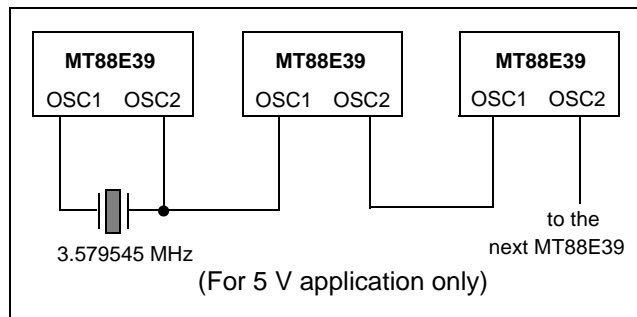 MT88E39 MT88E39 MT88E39
OSC1 OSC2 OSC1 OSC2 OSC1 OSC2
to the
next MT88E39
3.579545 MHz
(For 5 V application only)